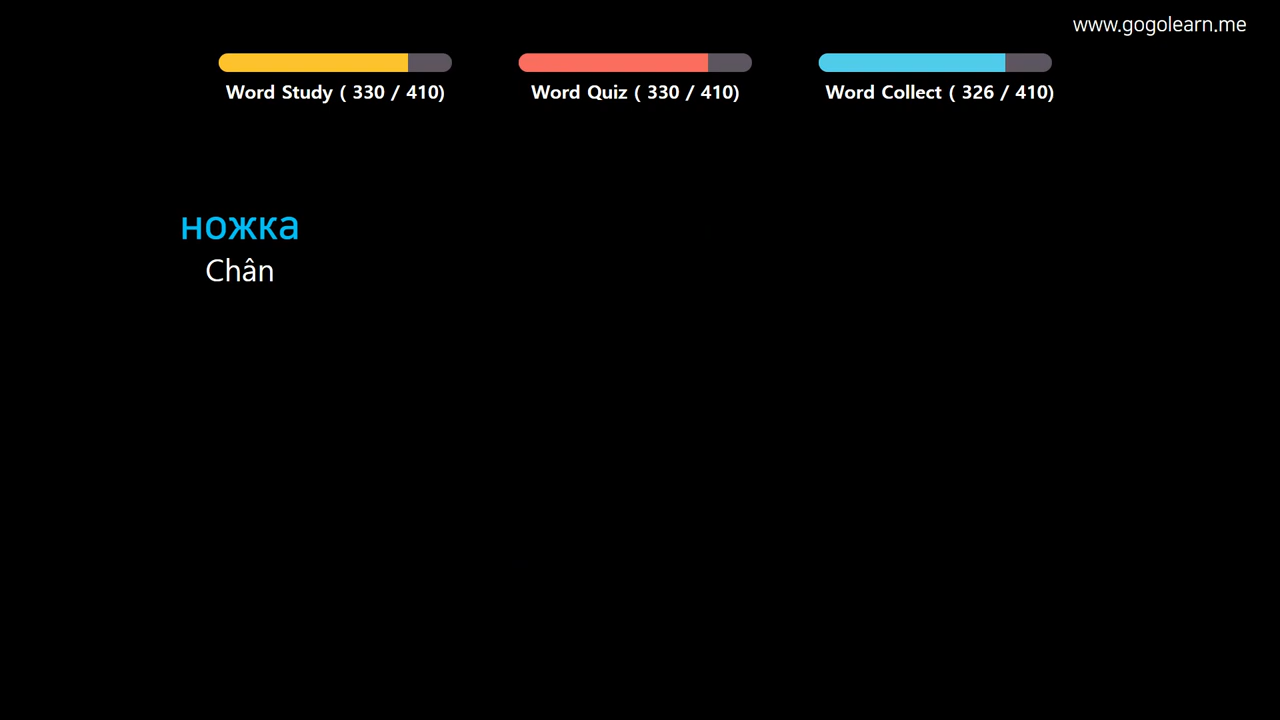 www.gogolearn.me
Word Study ( 330 / 410)
Word Quiz ( 330 / 410)
Word Collect ( 326 / 410)
ножка
Chân